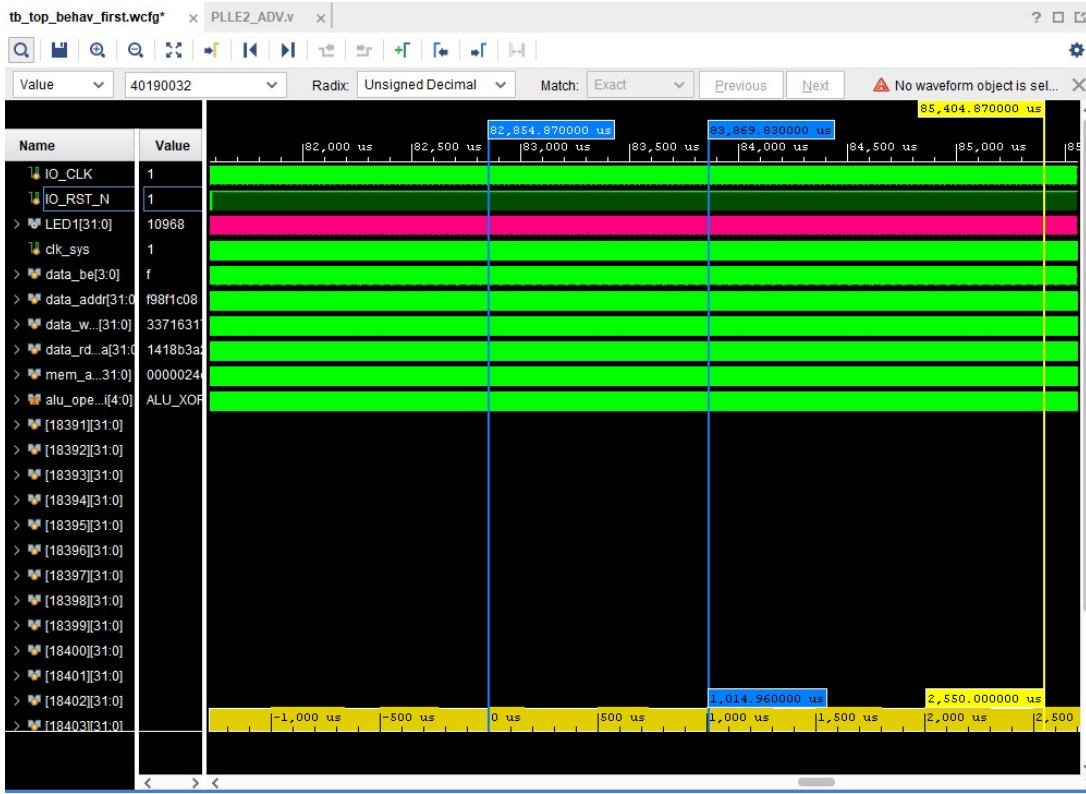 tb_top_behav_first.wcfg* × PLLE2_ADV.v × ?
Value 40190032 Radix: Unsigned Decimal Match: Exact Previous Next No waveform object is sel...
85,404.870000 us
82,854.870000 us 83,869.830000 us
Name Value 82,000 us 82,500 us 83,000 us 83,500 us 84,000 us 84,500 us 85,000 us 85
IO_CLK 1
IO_RST_N 1
LED1[31:0] 10968
clk_sys 1
data_be[3:0] f
data_addr[31:0 f98f1c08
data_w...[31:0] 3371631
data_rd...a[31:0 1418b3a
mem_a...31:0] 0000024
alu_ope...i[4:0] ALU_XOR
[18391][31:0]
[18392][31:0]
[18393][31:0]
[18394][31:0]
[18395][31:0]
[18396][31:0]
[18397][31:0]
[18398][31:0]
[18399][31:0]
[18400][31:0]
[18401][31:0]
[18402][31:0] 1,014.960000 us 2,550.000000 us
[18403][31:0] -1,000 us -500 us 0 us 500 us 1,000 us 1,500 us 2,000 us 2,500